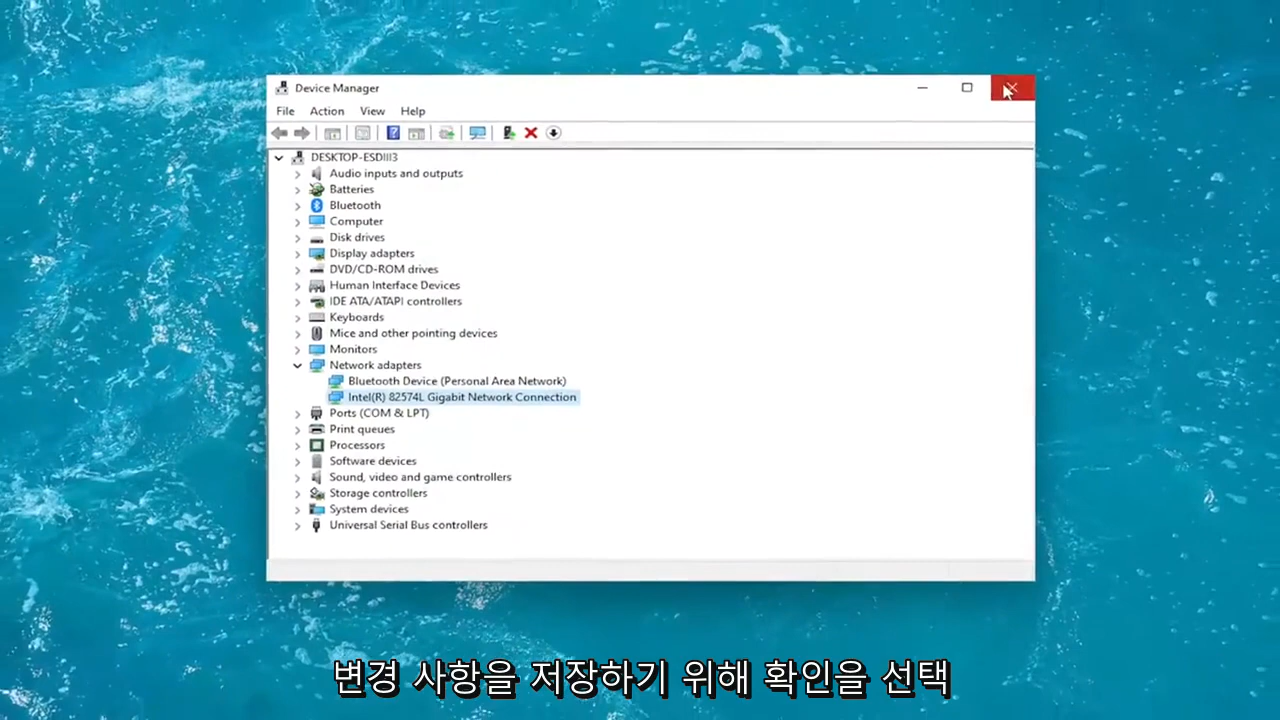 Device Manager
File Action View Help
DESKTOP-ESDIII3
Audio inputs and outputs
Batteries
Bluetooth
Computer
Disk drives
Display adapters
DVD/CD-ROM drives
Human Interface Devices
IDE ATA/ATAPI controllers
Keyboards
Mice and other pointing devices
Monitors
Network adapters
Bluetooth Device (Personal Area Network)
Intel(R) 82574L Gigabit Network Connection
Ports (COM & LPT)
Print queues
Processors
Software devices
Sound, video and game controllers
Storage controllers
System devices
Universal Serial Bus controllers
변경 사항을 저장하기 위해 확인을 선택